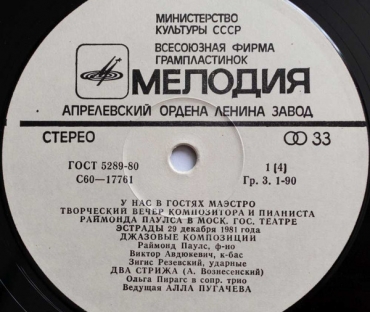 МИНИСТЕРСТВО
КУЛЬТУРЫ СССР
ВСЕСОЮЗНАЯ ФИРМА
ГРАМПЛАСТИНОК
МЕЛОДИЯ
АПРЕЛЕВСКИЙ ОРДЕНА ЛЕНИНА ЗАВОД
СТЕРЕО 33
ГОСТ 5289-80 1 [4]
С60—17761 Гр. 3. 1-90
У НАС В ГОСТЯХ МАЭСТРО
ТВОРЧЕСКИЙ ВЕЧЕР КОМПОЗИТОРА И ПИАНИСТА
РАЙМОНДА ПАУЛСА В МОСК. ГОС. ТЕАТРЕ
ЭСТРАДЫ 29 декабря 1981 года
ДЖАЗОВЫЕ КОМПОЗИЦИИ
Раймонд Паулс, ф-но
Виктор Авдюкевич, к-бас
Зигис Резевский, ударные
ДВА СТРИЖА (А. Вознесенский)
Ольга Пирагс в сопр. трио
Ведущая АЛЛА ПУГАЧЕВА